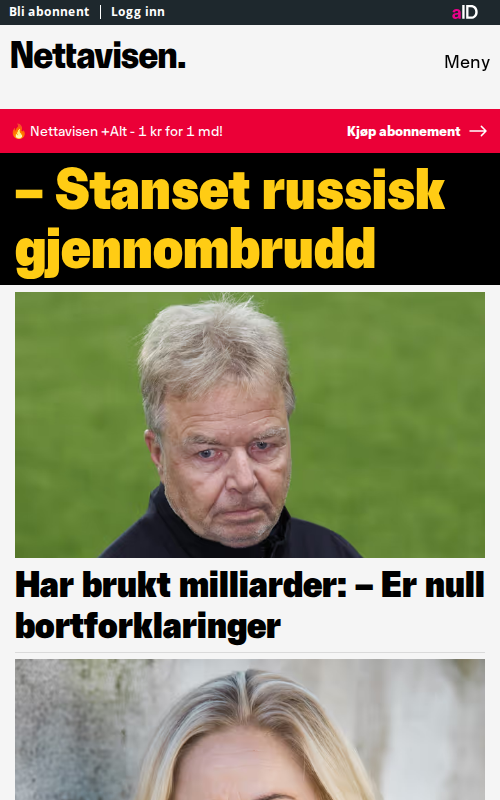 Bli abonnent | Logg inn
aID
Nettavisen.
Meny
🔥 Nettavisen +Alt - 1 kr for 1 md!
Kjøp abonnement →
– Stanset russisk
gjennombrudd
Har brukt milliarder: – Er null
bortforklaringer